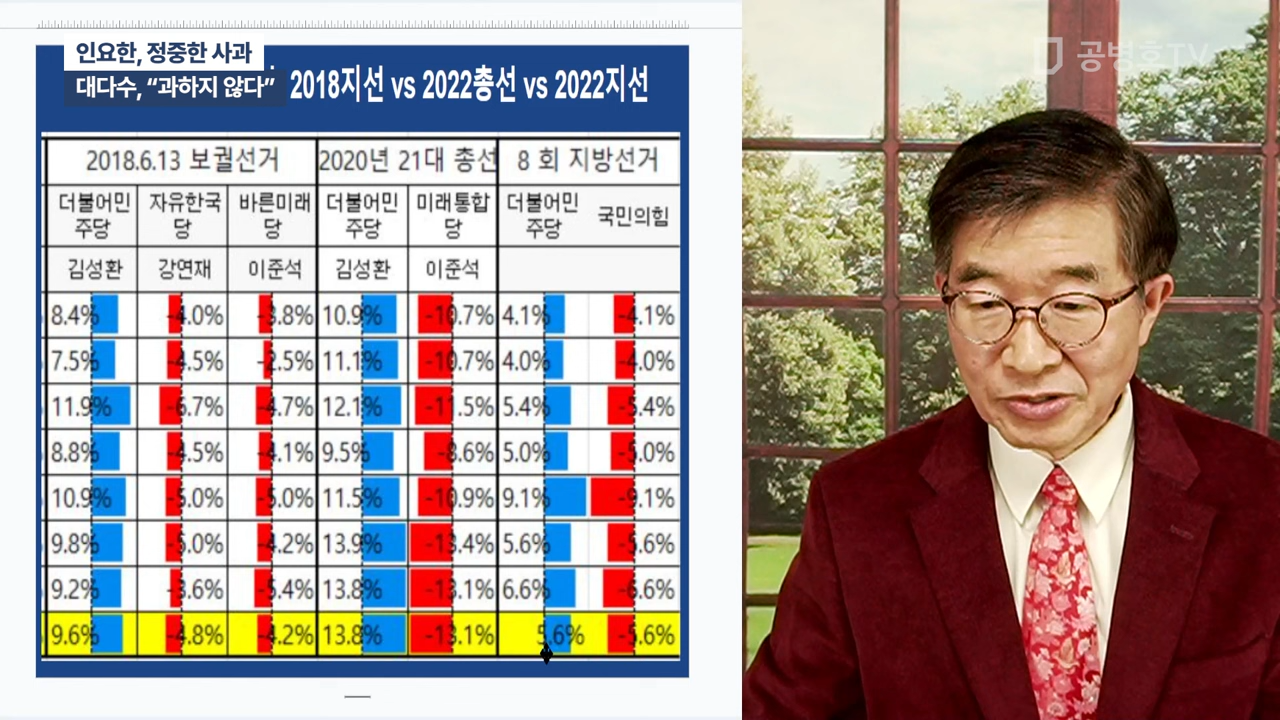 인요한, 정중한 사과
대다수, “과하지 않다”
2018지선 vs 2022총선 vs 2022지선
공병호TV
2018.6.13 보궐선거 2020년 21대 총선 8 회 지방선거
더불어민주당 자유한국당 바른미래당 더불어민주당 미래통합당 더불어민주당 국민의힘
김성환 강연재 이준석 김성환 이준석
8.4% -4.0% -3.8% 10.9% -10.7% 4.1% -4.1%
7.5% -4.5% -2.5% 11.1% -10.7% 4.0% -4.0%
11.9% -6.7% -4.7% 12.1% -11.5% 5.4% -5.4%
8.8% -4.5% -4.1% 9.5% -8.6% 5.0% -5.0%
10.9% -5.0% -5.0% 11.5% -10.9% 9.1% -9.1%
9.8% -5.0% -4.2% 13.9% -13.4% 5.6% -5.6%
9.2% -3.6% -5.4% 13.8% -13.1% 6.6% -6.6%
9.6% -4.8% -4.2% 13.8% -13.1% 5.6% -5.6%